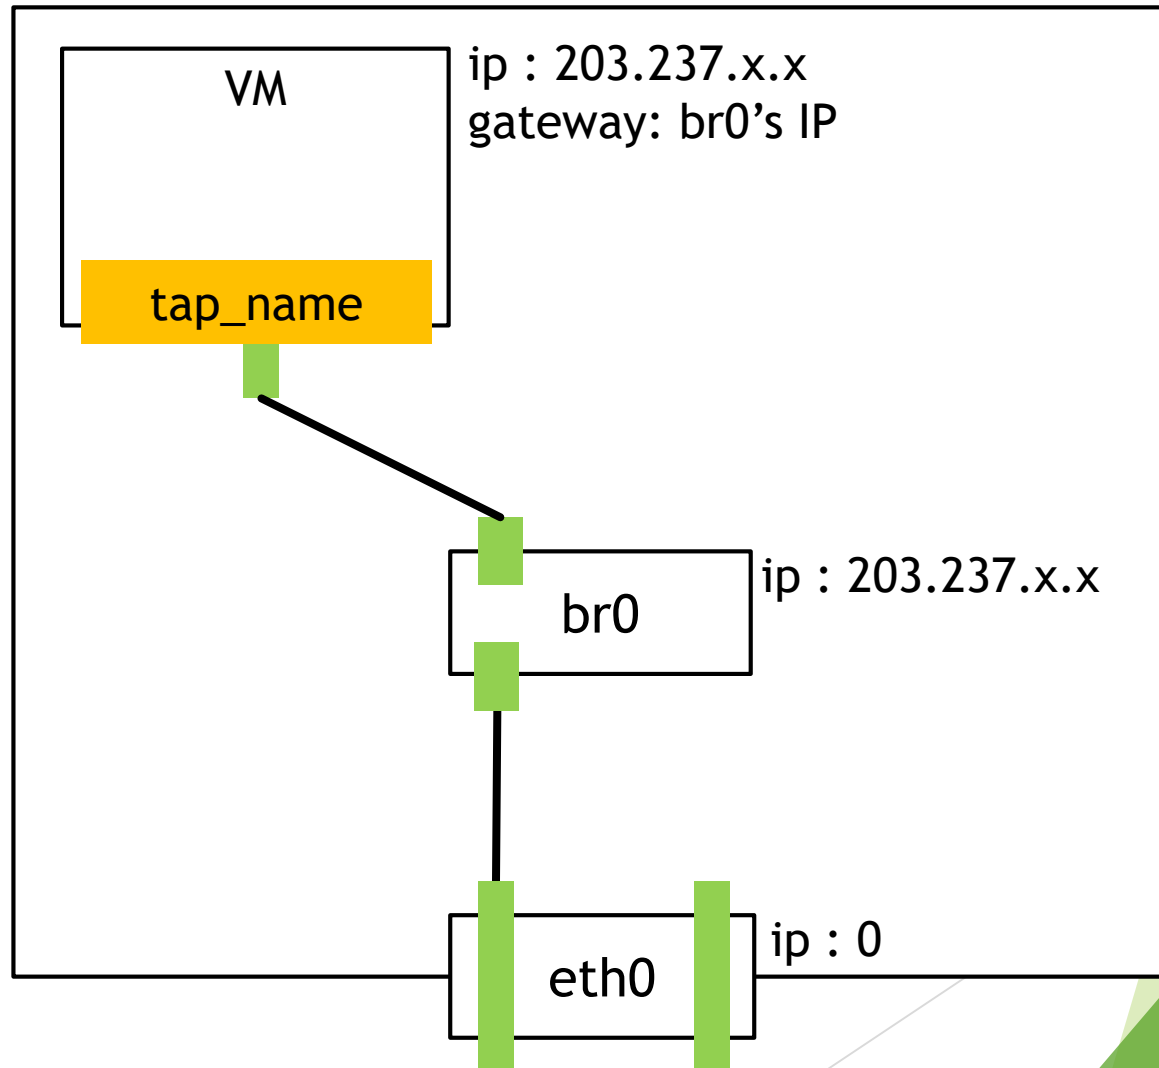 VM
ip : 203.237.x.x
gateway: br0’s IP
tap_name
ip : 203.237.x.x
br0
ip : 0
eth0